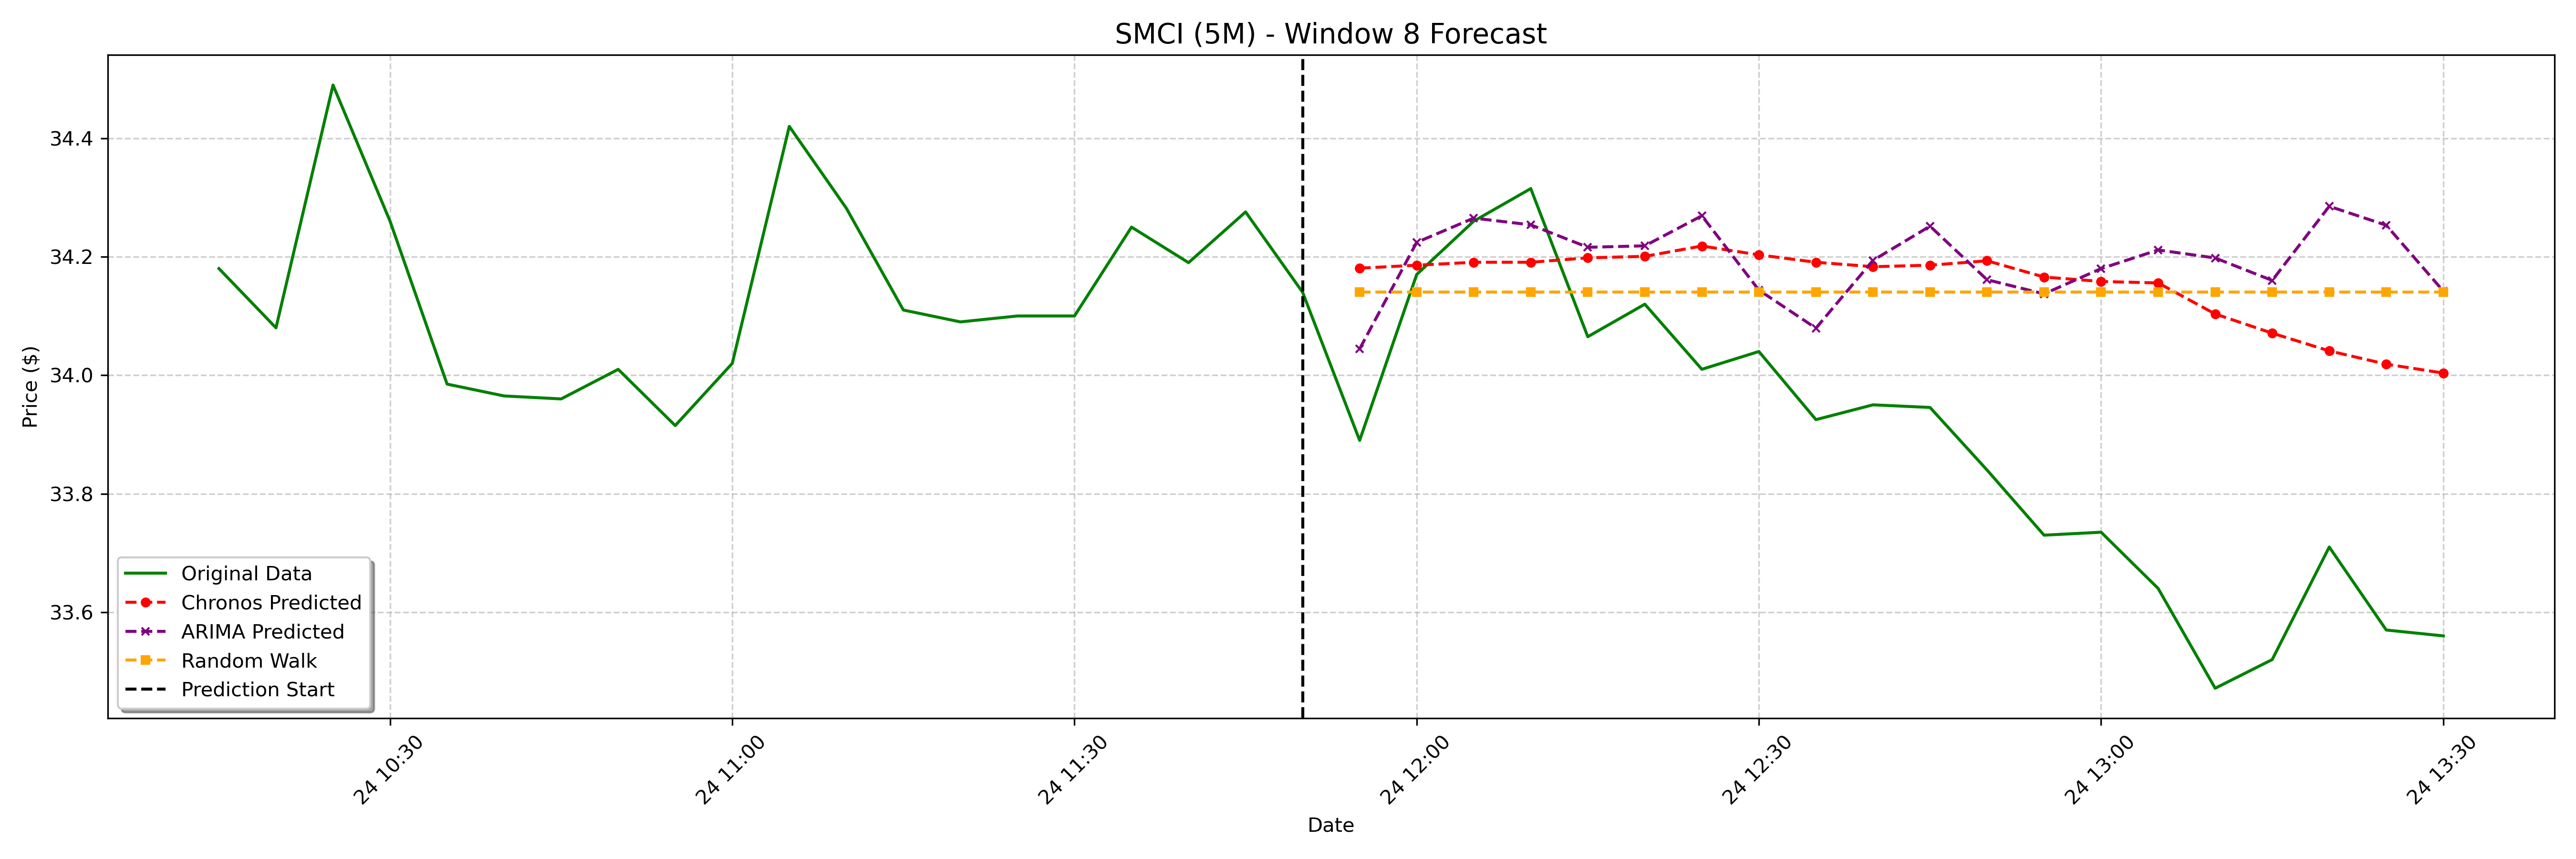 SMCI (5M) - Window 8 Forecast
Price ($)
34.4
34.2
34.0
33.8
33.6
Original Data
Chronos Predicted
ARIMA Predicted
Random Walk
Prediction Start
24 10:30
24 11:00
24 11:30
24 12:00
24 12:30
24 13:00
24 13:30
Date